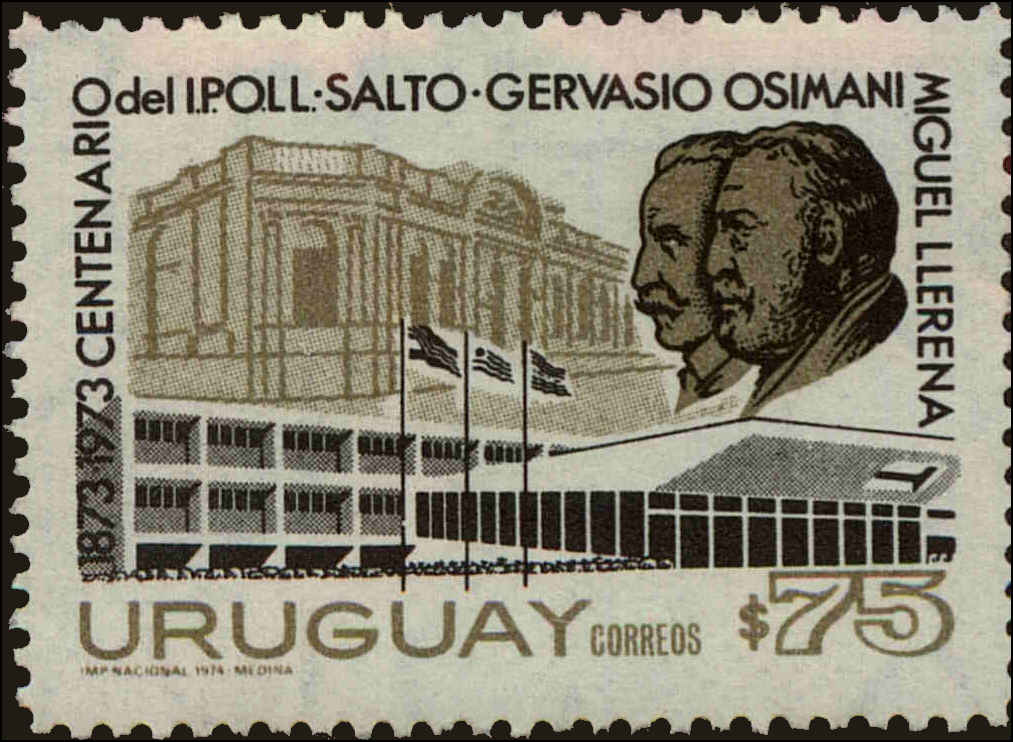 1873·1973 CENTENARIO del I.P.O.L.L.·SALTO·GERVASIO OSIMANI MIGUEL LLERENA
URUGUAY CORREOS $75
IMP NACIONAL 1974 · MEDINA